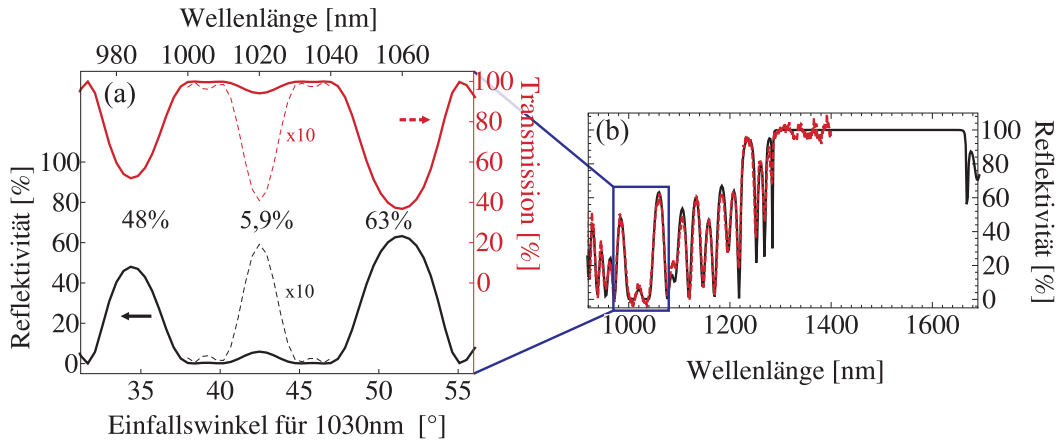 Wellenlänge [nm]
980 1000 1020 1040 1060
(a)
x10
48% 5,9% 63%
x10
100
80
60
40
20
0
Reflektivität [%]
100
80
60
40
20
0
Transmission [%]
35 40 45 50 55
Einfallswinkel für 1030nm [°]
(b)
100
80
60
40
20
0
Reflektivität [%]
1000 1200 1400 1600
Wellenlänge [nm]